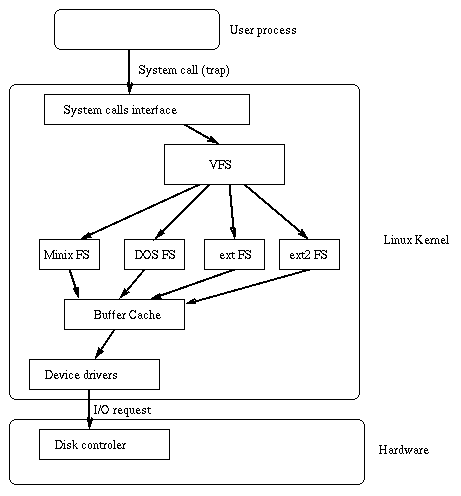 User process
System call (trap)
System calls interface
VFS
Linux Kernel
Minix FS
DOS FS
ext FS
ext2 FS
Buffer Cache
Device drivers
I/O request
Disk controler
Hardware